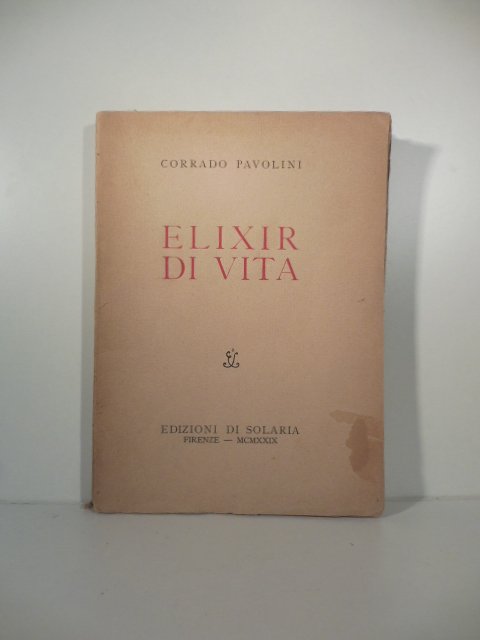 CORRADO PAVOLINI
ELIXIR
DI VITA
EDIZIONI DI SOLARIA
FIRENZE — MCMXXIX